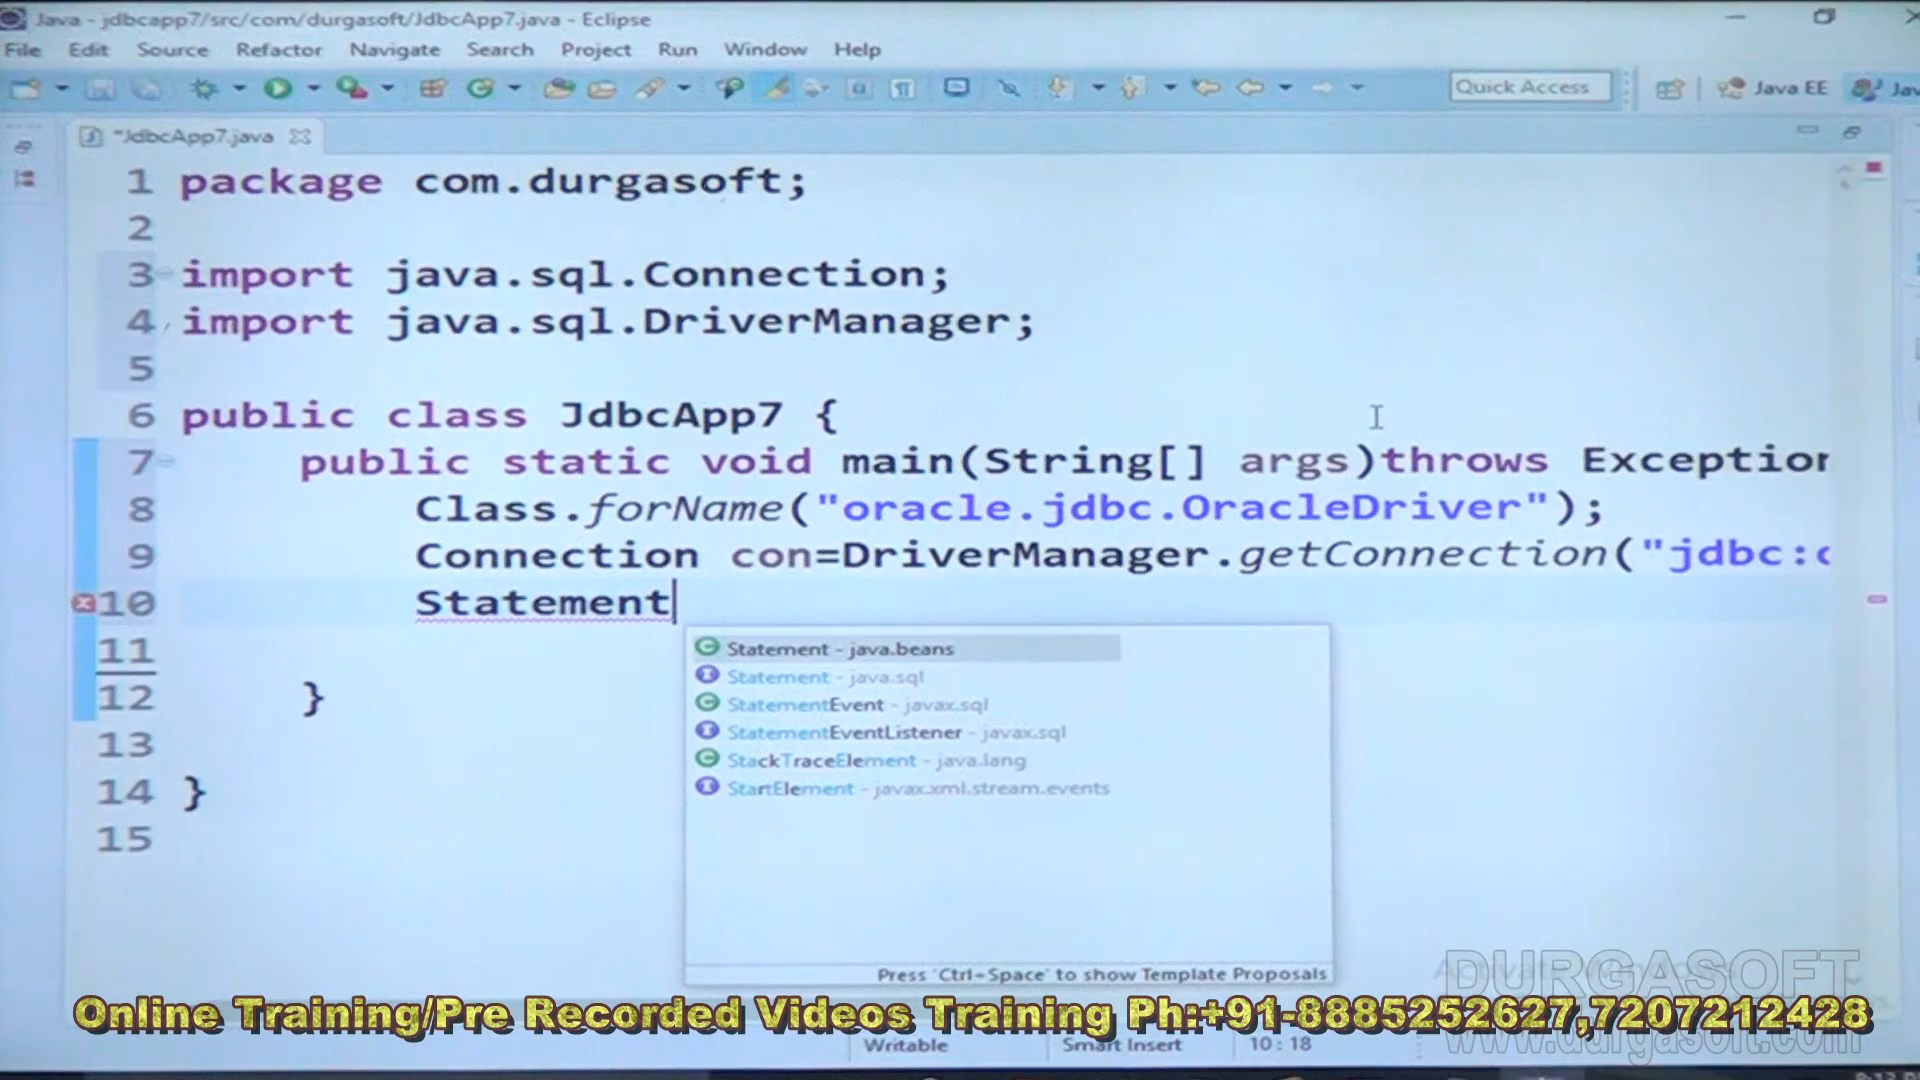 Java - jdbcapp7/src/com/durgasoft/JdbcApp7.java - Eclipse
File Edit Source Refactor Navigate Search Project Run Window Help
Quick Access
Java EE
*JdbcApp7.java
1 package com.durgasoft;
2
3 import java.sql.Connection;
4 import java.sql.DriverManager;
5
6 public class JdbcApp7 {
7 public static void main(String[] args)throws Exception
8 Class.forName("oracle.jdbc.OracleDriver");
9 Connection con=DriverManager.getConnection("jdbc:
10 Statement
11
12 }
13
14 }
15
Statement - java.beans
Statement - java.sql
StatementEvent - javax.sql
StatementEventListener - javax.sql
StackTraceElement - java.lang
StartElement - javax.xml.stream.events
Press 'Ctrl+Space' to show Template Proposals
DURGASOFT
Online Training/Pre Recorded Videos Training Ph:+91-8885252627,7207212428
www.durgasoft.com
Writable Smart Insert 10 : 18